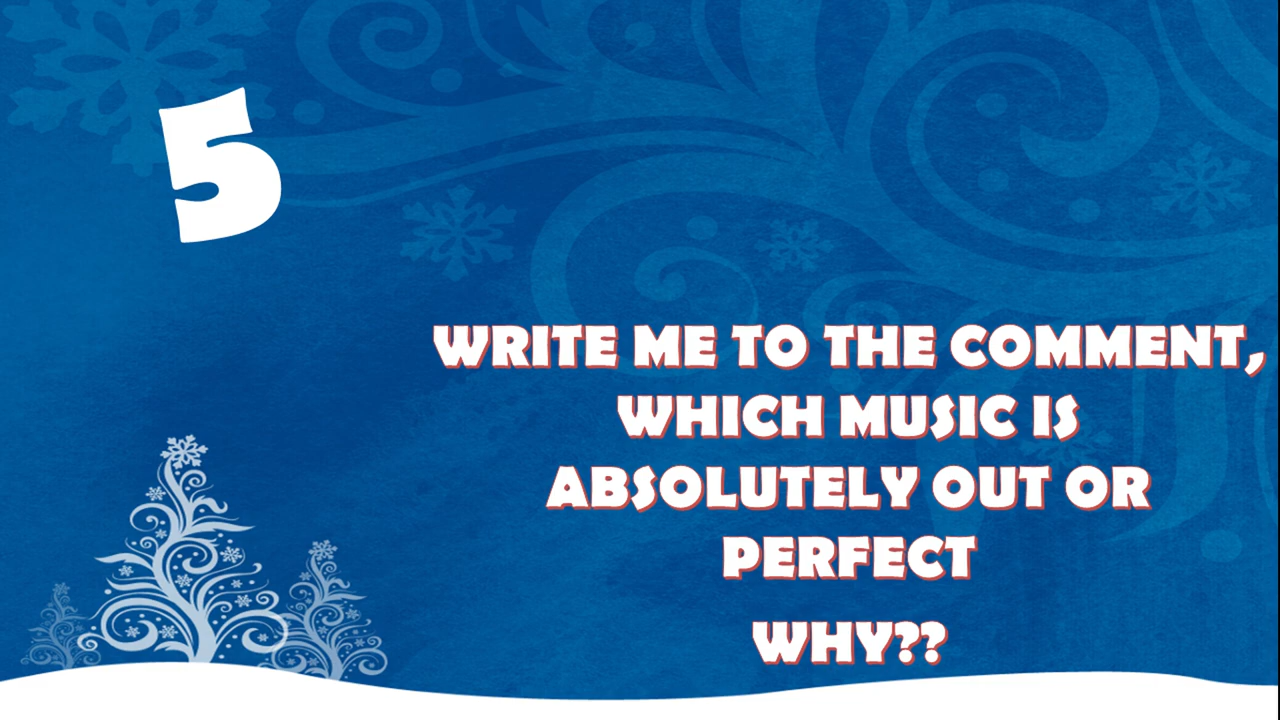 5
WRITE ME TO THE COMMENT,
WHICH MUSIC IS
ABSOLUTELY OUT OR
PERFECT
WHY??